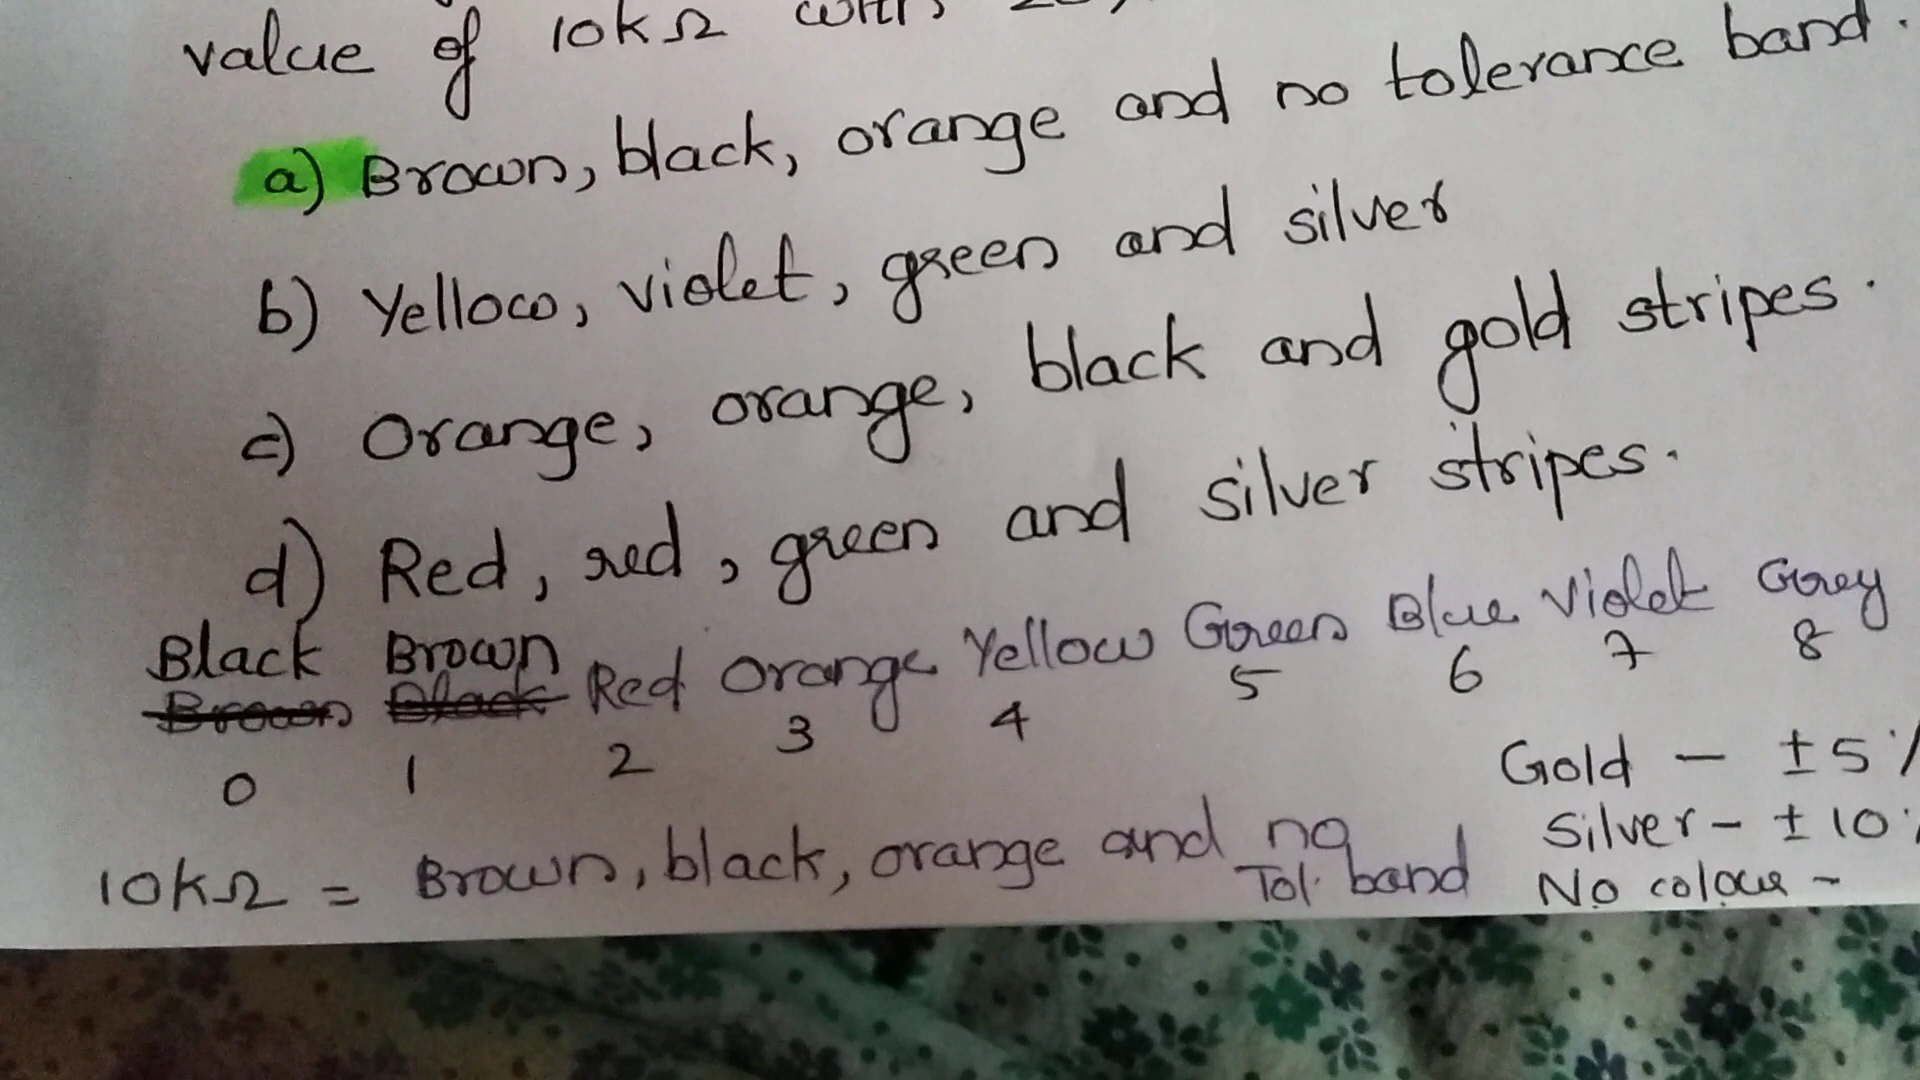 value of 10kΩ with
a) Brown, black, orange and no tolerance band.
b) Yellow, violet, green and silver
c) Orange, orange, black and gold stripes.
d) Red, red, green and silver stripes.
Black Brown
Brown Black Red Orange Yellow Green Blue Violet Grey
0 1 2 3 4 5 6 7 8
Gold - ±5%
Silver - ±10%
No colour -
10kΩ = Brown, black, orange and no Tol. band